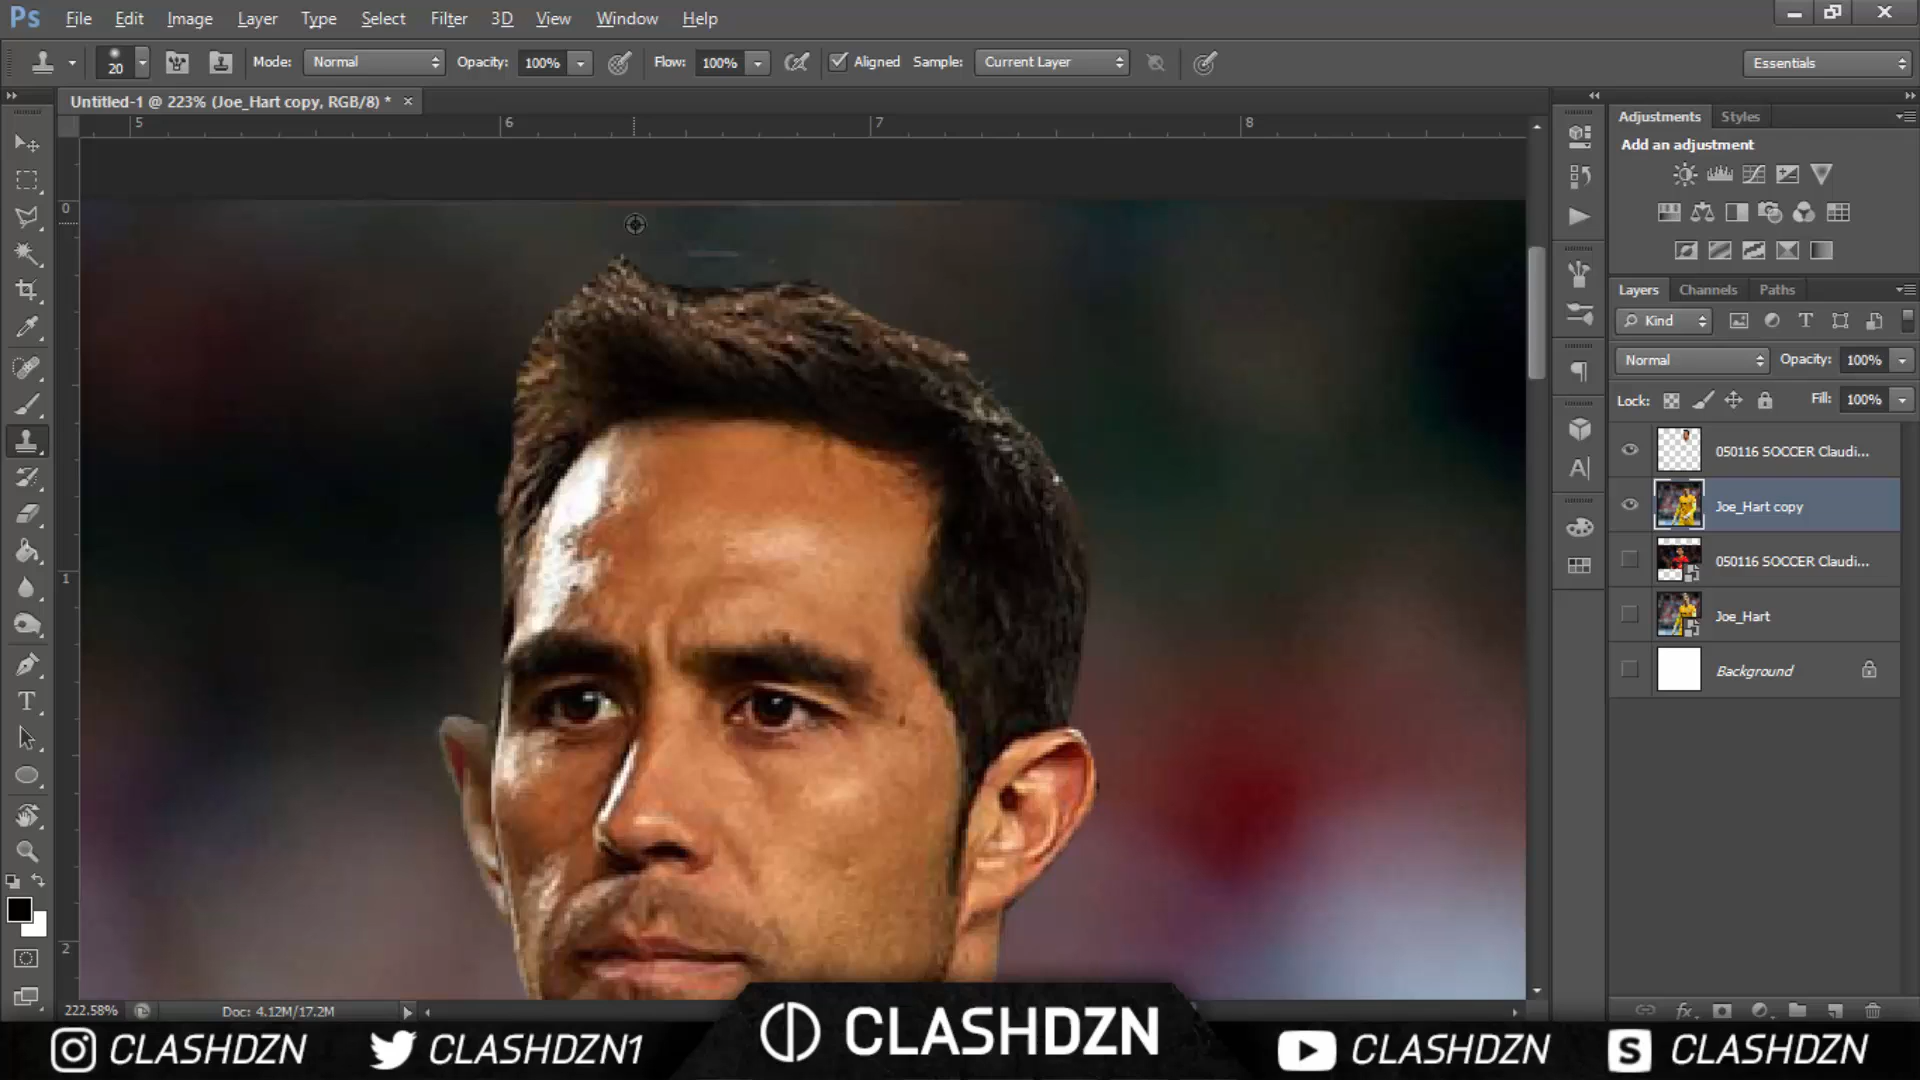 Ps File Edit Image Layer Type Select Filter 3D View Window Help
20 Mode: Normal Opacity: 100% Flow: 100% Aligned Sample: Current Layer Essentials
Untitled-1 @ 223% (Joe_Hart copy, RGB/8) * ×
5 6 7 8
0
1
2
Adjustments Styles
Add an adjustment
Layers Channels Paths
Kind
Normal Opacity: 100%
Lock: Fill: 100%
050116 SOCCER Claudi...
Joe_Hart copy
050116 SOCCER Claudi...
Joe_Hart
Background
222.58% Doc: 4.12M/17.2M
CLASHDZN CLASHDZN1 CLASHDZN CLASHDZN CLASHDZN